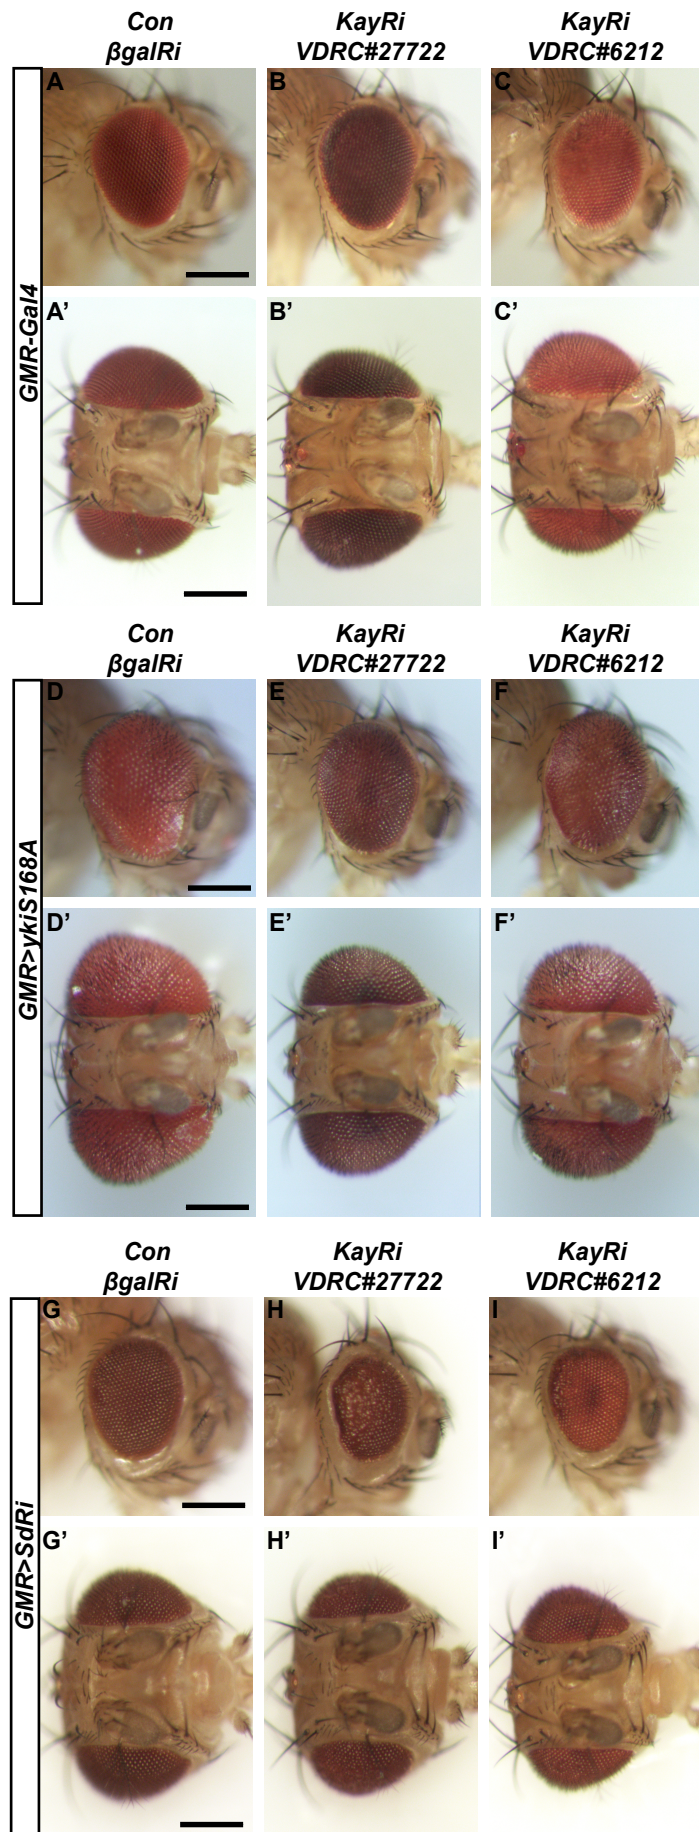 Con
βgalRi
KayRi
VDRC#27722
KayRi
VDRC#6212
GMR-Gal4
A
B
C
A'
B'
C'
Con
βgalRi
KayRi
VDRC#27722
KayRi
VDRC#6212
GMR>ykiS168A
D
E
F
D'
E'
F'
Con
βgalRi
KayRi
VDRC#27722
KayRi
VDRC#6212
GMR>SdRi
G
H
I
G'
H'
I'